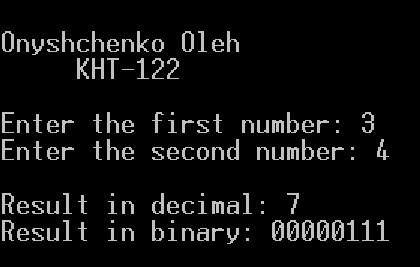 Onyshchenko Oleh
KHT-122
Enter the first number: 3
Enter the second number: 4
Result in decimal: 7
Result in binary: 00000111